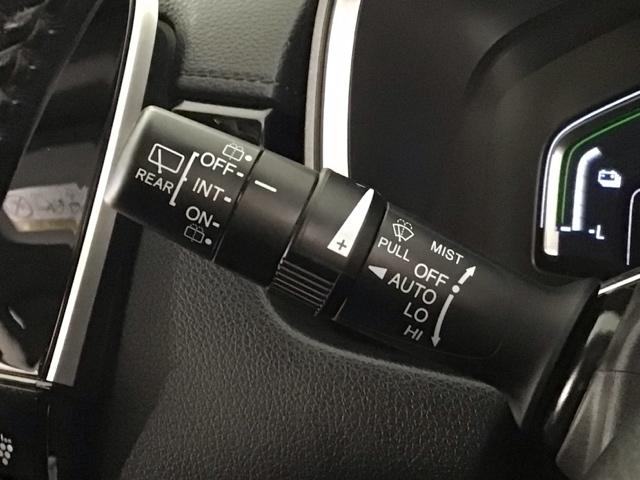 REAR
OFF-
INT-
ON-
+
MIST
PULL
OFF
AUTO
LO
HI
-L